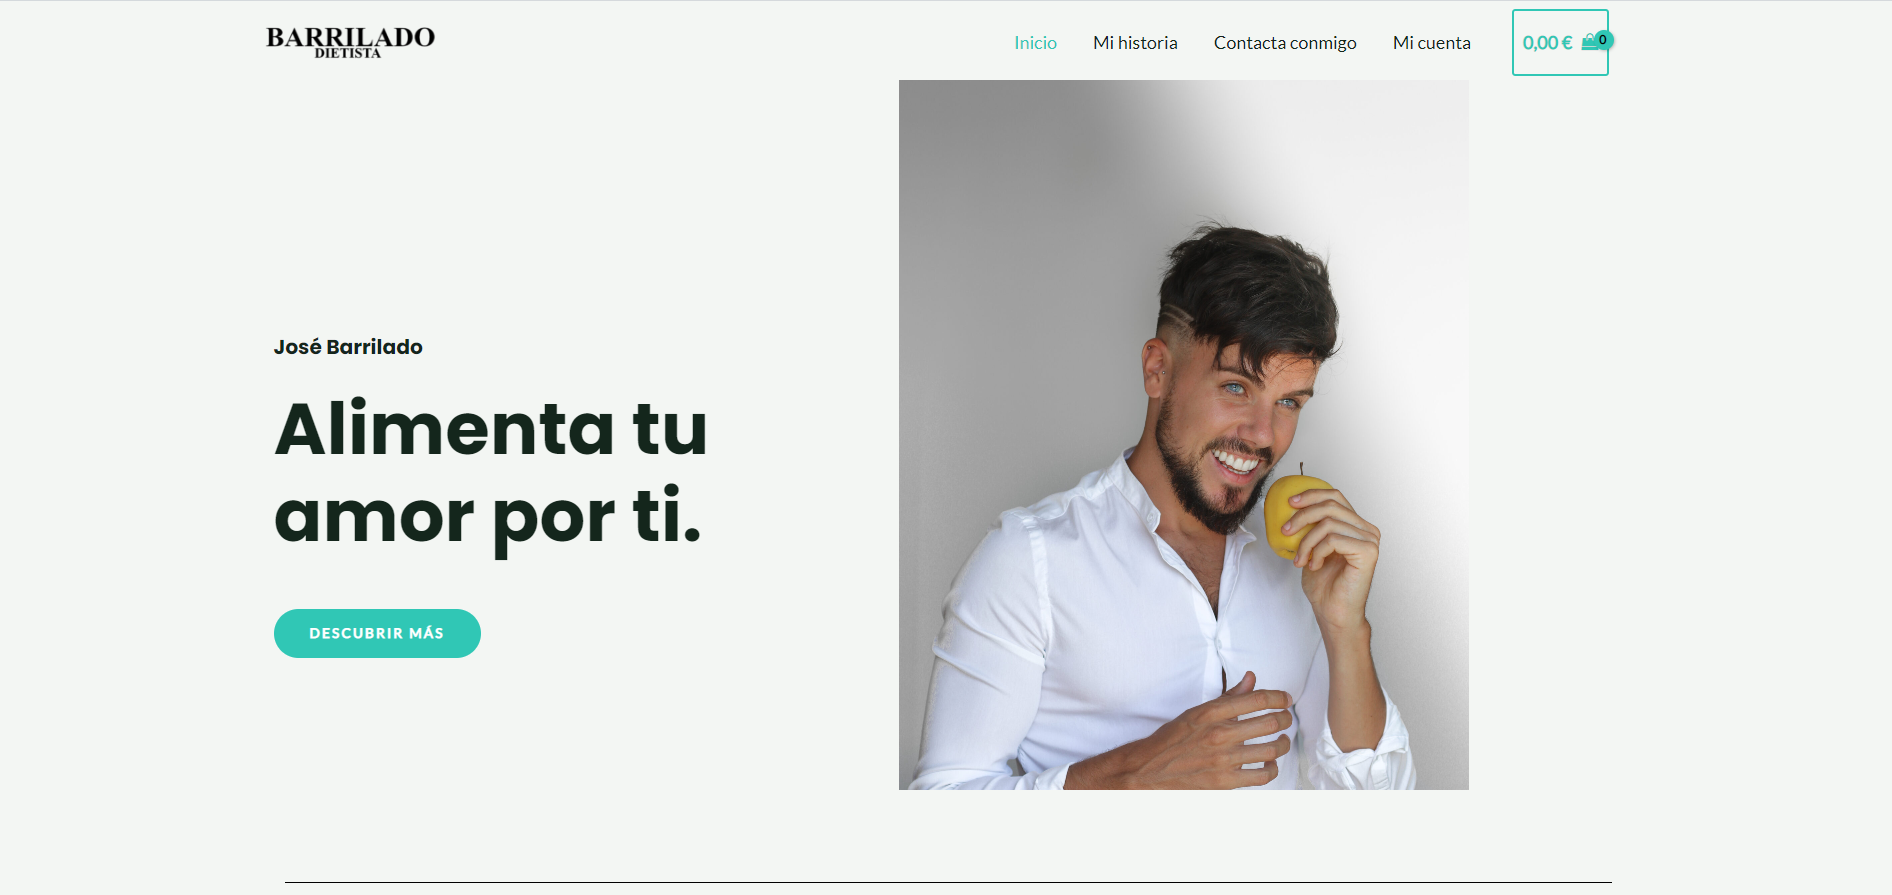 BARRILADO
DIETISTA
Inicio
Mi historia
Contacta conmigo
Mi cuenta
0,00 €
0
José Barrilado
Alimenta tu
amor por ti.
DESCUBRIR MÁS